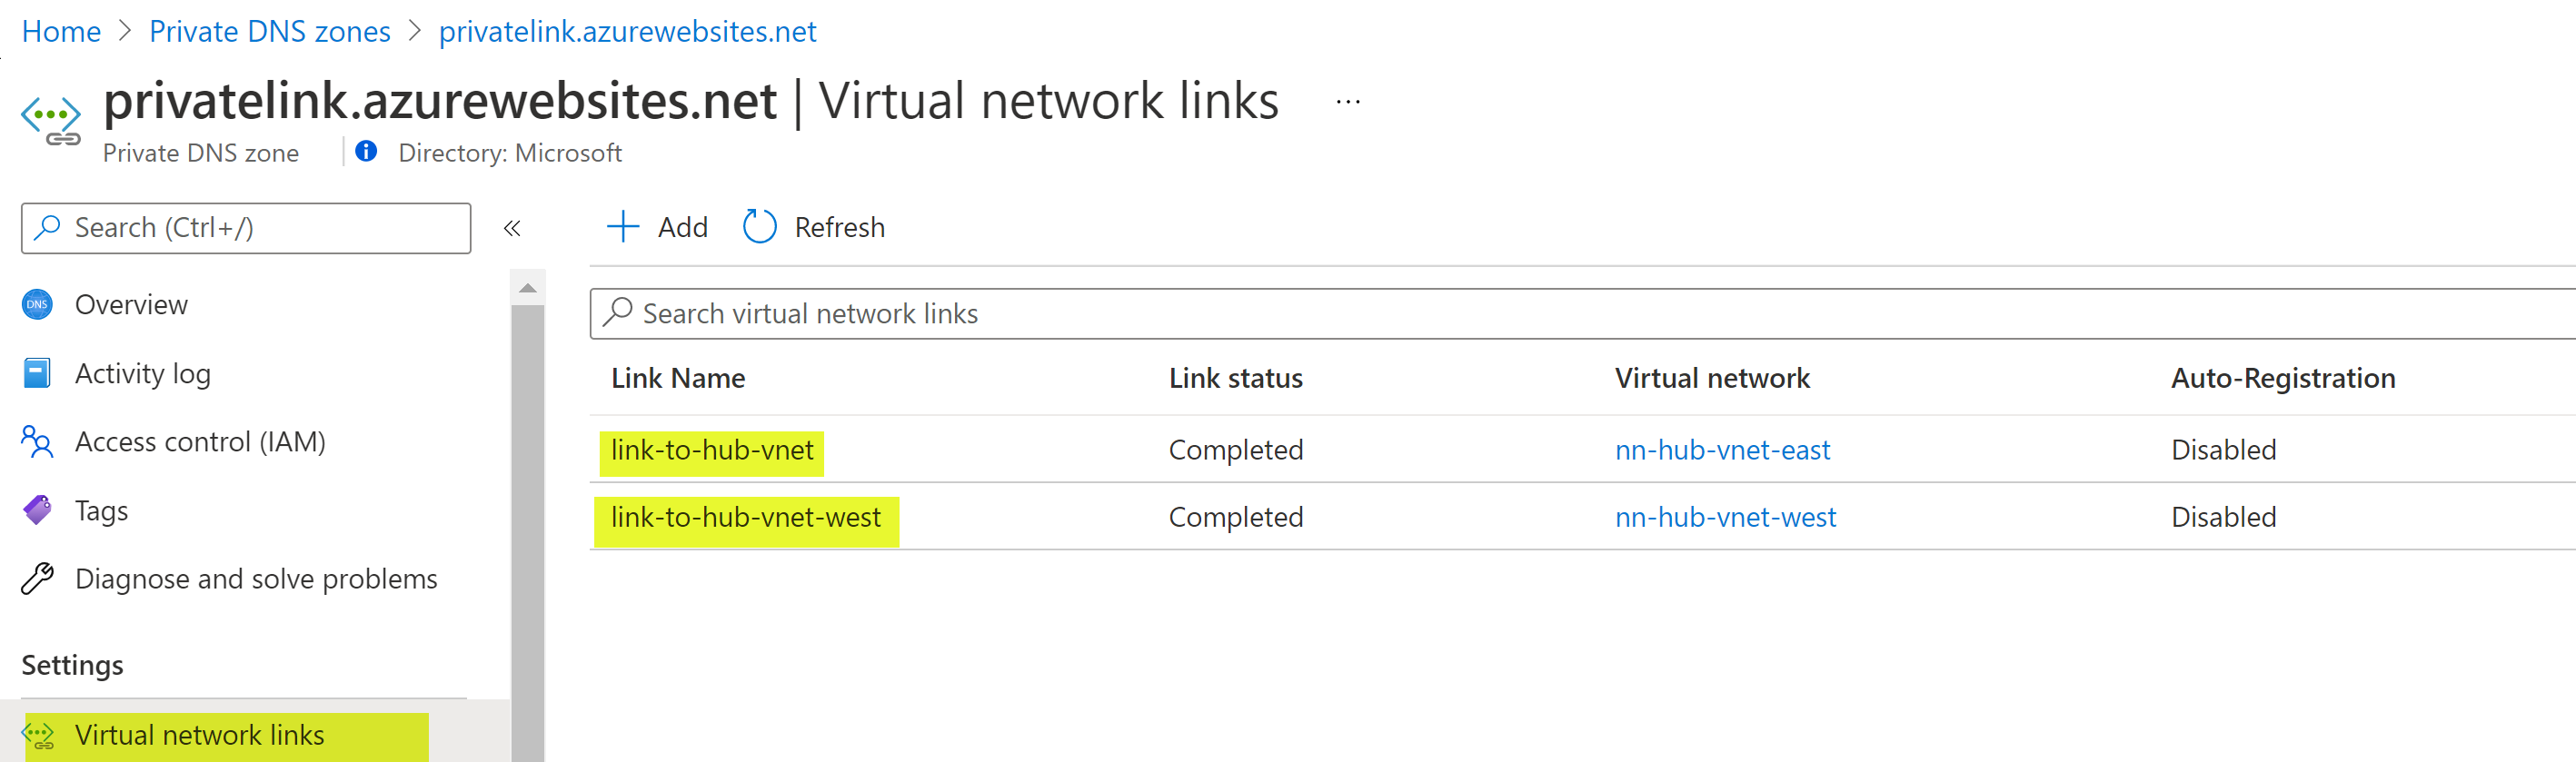 Home > Private DNS zones > privatelink.azurewebsites.net
privatelink.azurewebsites.net | Virtual network links ...
Private DNS zone | Directory: Microsoft
Search (Ctrl+/) «
Add Refresh
DNS Overview
Search virtual network links
Activity log
Link Name Link status Virtual network Auto-Registration
Access control (IAM)
link-to-hub-vnet Completed nn-hub-vnet-east Disabled
Tags
link-to-hub-vnet-west Completed nn-hub-vnet-west Disabled
Diagnose and solve problems
Settings
Virtual network links